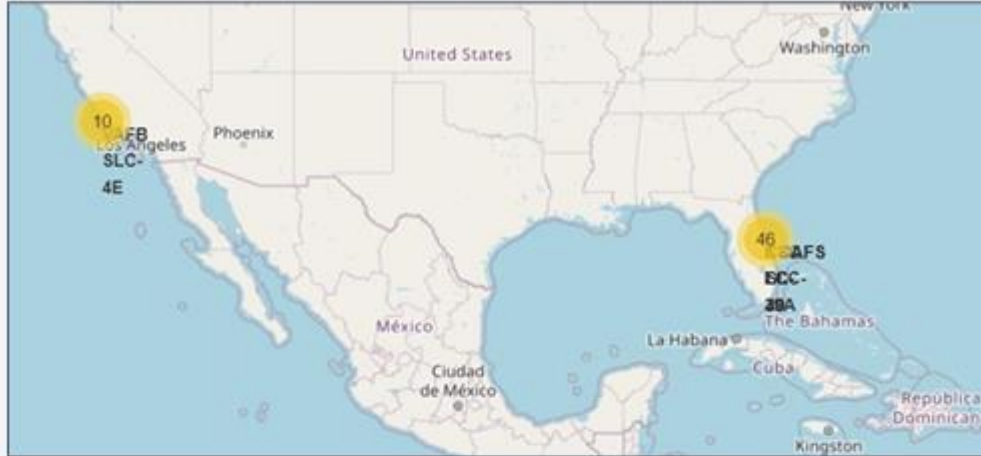 New York
Washington
United States
10
Phoenix
VAFB
Los Angeles
SLC-
4E
46
AFS
The Bahamas
La Habana
México
Cuba
Ciudad
de México
República
Dominicana
Kingston